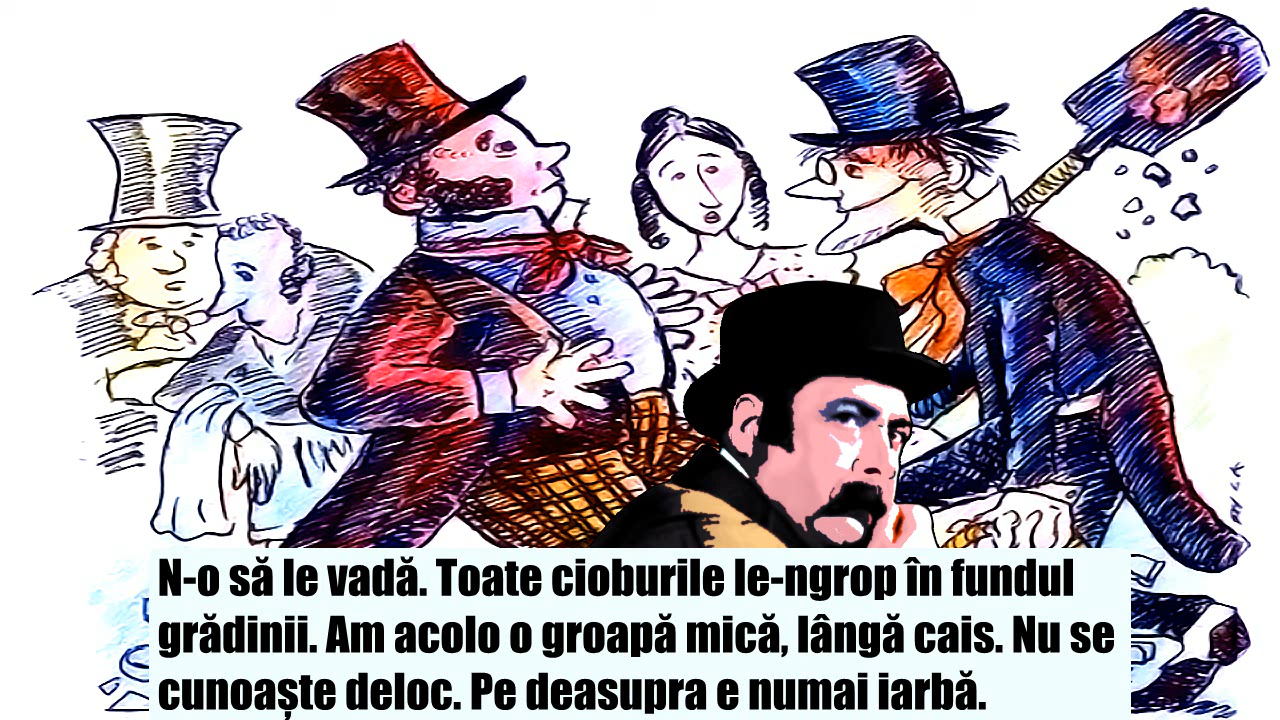 N-o să le vadă. Toate cioburile le-ngrop în fundul
grădinii. Am acolo o groapă mică, lângă cais. Nu se
cunoaște deloc. Pe deasupra e numai iarbă.